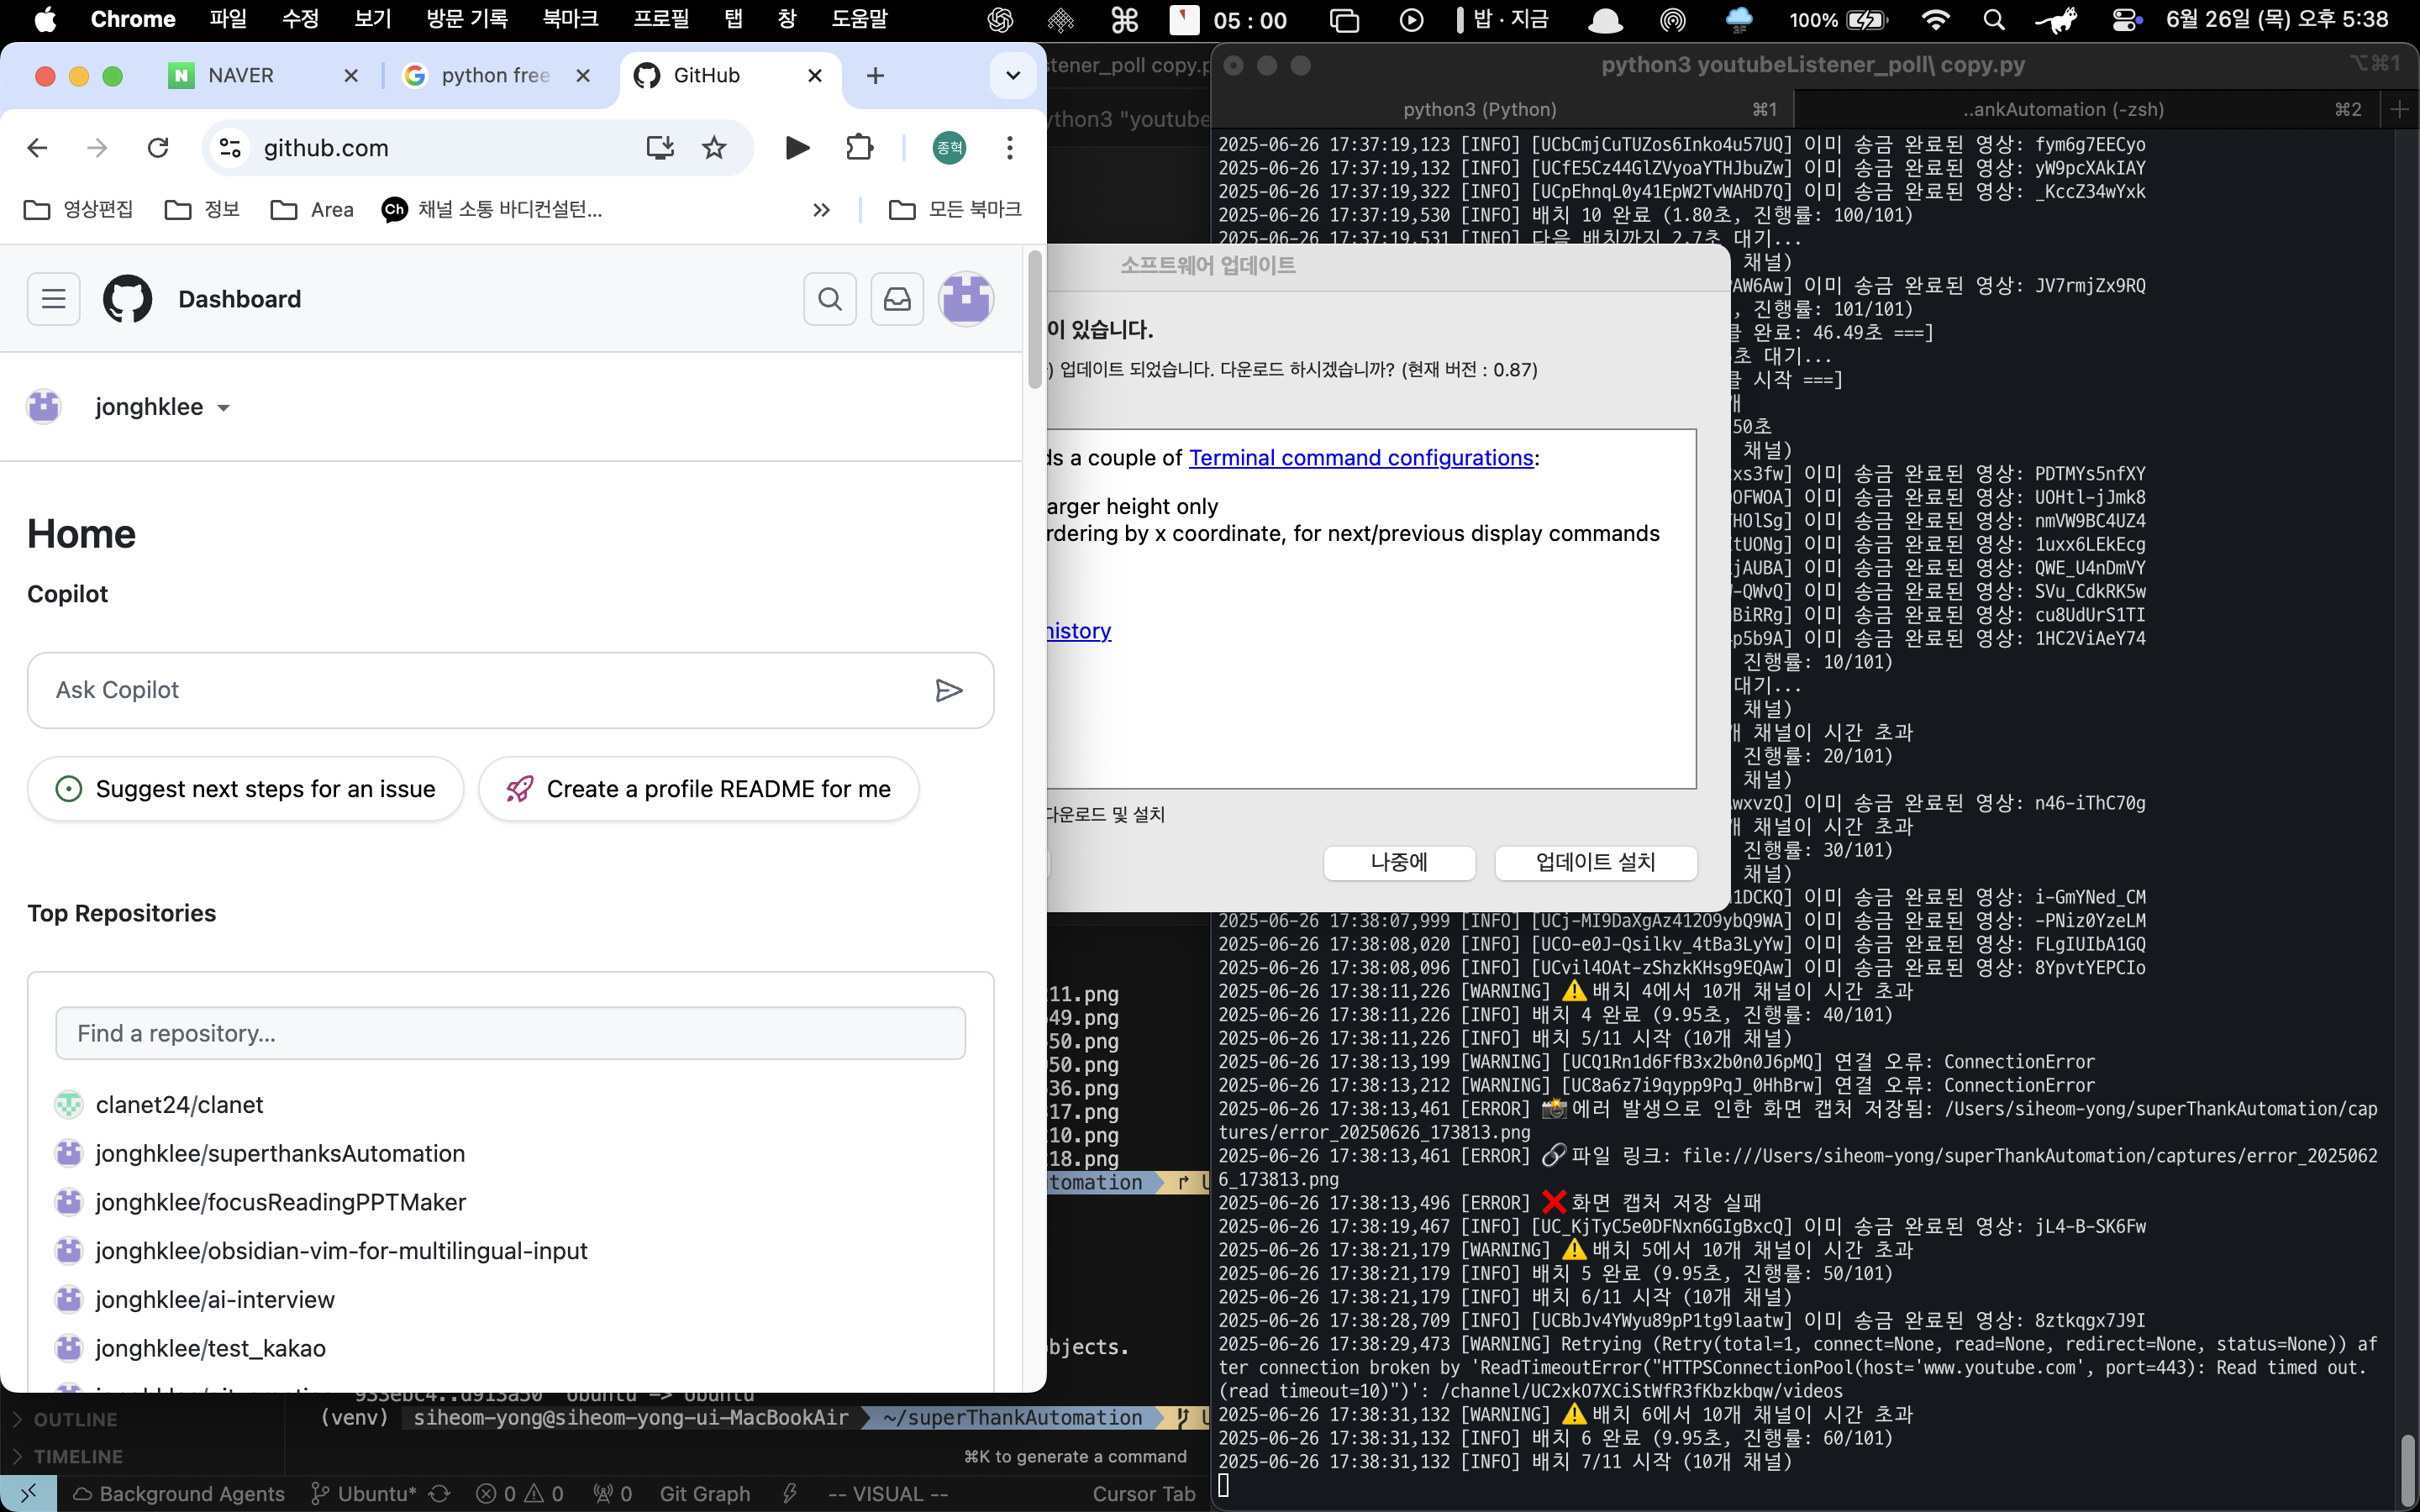 Chrome 파일 수정 보기 방문 기록 북마크 프로필 탭 창 도움말 05 : 00 밥 · 지금 100% 6월 26일 (목) 오후 5:38
NAVER python free GitHub
github.com 종혁
영상편집 정보 Area 채널 소통 바디컨설턴... 모든 북마크
Dashboard
jonghklee
Home
Copilot
Ask Copilot
Suggest next steps for an issue Create a profile README for me
Top Repositories
Find a repository...
clanet24/clanet
jonghklee/superthanksAutomation
jonghklee/focusReadingPPTMaker
jonghklee/obsidian-vim-for-multilingual-input
jonghklee/ai-interview
jonghklee/test_kakao
stener_poll copy.p
ython3 "youtube
소프트웨어 업데이트
이 있습니다.
) 업데이트 되었습니다. 다운로드 하시겠습니까? (현재 버전 : 0.87)
ds a couple of Terminal command configurations:
arger height only
rdering by x coordinate, for next/previous display commands
history
다운로드 및 설치
나중에 업데이트 설치
11.png
49.png
50.png
50.png
36.png
17.png
10.png
18.png
tomation
bjects.
(venv) siheom-yong@siheom-yong-ui-MacBookAir ~/superThankAutomation
OUTLINE
TIMELINE
⌘K to generate a command
Background Agents Ubuntu* 0 0 0 Git Graph -- VISUAL -- Cursor Tab
python3 youtubeListener_poll\ copy.py ⌥⌘1
python3 (Python) ⌘1 ..ankAutomation (-zsh) ⌘2
2025-06-26 17:37:19,123 [INFO] [UCbCmjCuTUZos6Inko4u57UQ] 이미 송금 완료된 영상: fym6g7EECyo
2025-06-26 17:37:19,132 [INFO] [UCfE5Cz44GlZVyoaYTHJbuZw] 이미 송금 완료된 영상: yW9pcXAkIAY
2025-06-26 17:37:19,322 [INFO] [UCpEhnqL0y41EpW2TvWAHD7Q] 이미 송금 완료된 영상: _KccZ34wYxk
2025-06-26 17:37:19,530 [INFO] 배치 10 완료 (1.80초, 진행률: 100/101)
2025-06-26 17:37:19,531 [INFO] 다음 배치까지 2.7초 대기...
채널)
AW6Aw] 이미 송금 완료된 영상: JV7rmjZx9RQ
, 진행률: 101/101)
클 완료: 46.49초 ===]
초 대기...
클 시작 ===]
개
50초
채널)
xs3fw] 이미 송금 완료된 영상: PDTMYs5nfXY
OFWOA] 이미 송금 완료된 영상: UOHtl-jJmk8
HOlSg] 이미 송금 완료된 영상: nmVW9BC4UZ4
tUONg] 이미 송금 완료된 영상: 1uxx6LEkEcg
jAUBA] 이미 송금 완료된 영상: QWE_U4nDmVY
-QWvQ] 이미 송금 완료된 영상: SVu_CdkRK5w
BiRRg] 이미 송금 완료된 영상: cu8UdUrS1TI
p5b9A] 이미 송금 완료된 영상: 1HC2ViAeY74
진행률: 10/101)
대기...
채널)
개 채널이 시간 초과
진행률: 20/101)
채널)
wxvzQ] 이미 송금 완료된 영상: n46-iThC70g
개 채널이 시간 초과
진행률: 30/101)
채널)
1DCKQ] 이미 송금 완료된 영상: i-GmYNed_CM
2025-06-26 17:38:07,999 [INFO] [UCj-MI9DaXgAz412O9ybQ9WA] 이미 송금 완료된 영상: -PNiz0YzeLM
2025-06-26 17:38:08,020 [INFO] [UCO-e0J-Qsilkv_4tBa3LyYw] 이미 송금 완료된 영상: FLgIUIbA1GQ
2025-06-26 17:38:08,096 [INFO] [UCvil4OAt-zShzkKHsg9EQAw] 이미 송금 완료된 영상: 8YpvtYEPCIo
2025-06-26 17:38:11,226 [WARNING] ⚠️ 배치 4에서 10개 채널이 시간 초과
2025-06-26 17:38:11,226 [INFO] 배치 4 완료 (9.95초, 진행률: 40/101)
2025-06-26 17:38:11,226 [INFO] 배치 5/11 시작 (10개 채널)
2025-06-26 17:38:13,199 [WARNING] [UCQ1Rn1d6FfB3x2b0n0J6pMQ] 연결 오류: ConnectionError
2025-06-26 17:38:13,212 [WARNING] [UC8a6z7i9qypp9PqJ_0HhBrw] 연결 오류: ConnectionError
2025-06-26 17:38:13,461 [ERROR] 📸 에러 발생으로 인한 화면 캡처 저장됨: /Users/siheom-yong/superThankAutomation/cap
tures/error_20250626_173813.png
2025-06-26 17:38:13,461 [ERROR] 🔗 파일 링크: file:///Users/siheom-yong/superThankAutomation/captures/error_2025062
6_173813.png
2025-06-26 17:38:13,496 [ERROR] ❌ 화면 캡처 저장 실패
2025-06-26 17:38:19,467 [INFO] [UC_KjTyC5e0DFNxn6GIgBxcQ] 이미 송금 완료된 영상: jL4-B-SK6Fw
2025-06-26 17:38:21,179 [WARNING] ⚠️ 배치 5에서 10개 채널이 시간 초과
2025-06-26 17:38:21,179 [INFO] 배치 5 완료 (9.95초, 진행률: 50/101)
2025-06-26 17:38:21,179 [INFO] 배치 6/11 시작 (10개 채널)
2025-06-26 17:38:28,709 [INFO] [UCBbJv4YWyu89pP1tg9laatw] 이미 송금 완료된 영상: 8ztkqgx7J9I
2025-06-26 17:38:29,473 [WARNING] Retrying (Retry(total=1, connect=None, read=None, redirect=None, status=None)) af
ter connection broken by 'ReadTimeoutError("HTTPSConnectionPool(host='www.youtube.com', port=443): Read timed out.
(read timeout=10)")': /channel/UC2xkO7XCiStWfR3fKbzkbqw/videos
2025-06-26 17:38:31,132 [WARNING] ⚠️ 배치 6에서 10개 채널이 시간 초과
2025-06-26 17:38:31,132 [INFO] 배치 6 완료 (9.95초, 진행률: 60/101)
2025-06-26 17:38:31,132 [INFO] 배치 7/11 시작 (10개 채널)